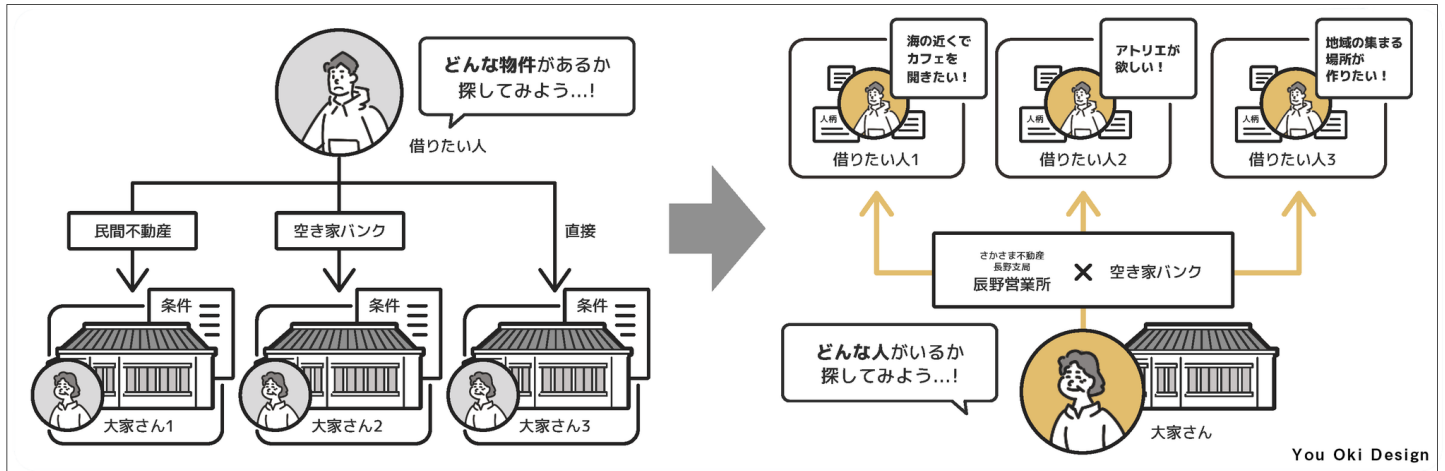 どんな物件があるか
探してみよう...!
借りたい人
民間不動産
空き家バンク
直接
条件
条件
条件
大家さん1
大家さん2
大家さん3
海の近くで
カフェを
開きたい！
人柄
借りたい人1
アトリエが
欲しい！
人柄
借りたい人2
地域の集まる
場所が
作りたい！
人柄
借りたい人3
さかさま不動産
長野支局
辰野営業所
×
空き家バンク
どんな人がいるか
探してみよう...!
大家さん
You Oki Design